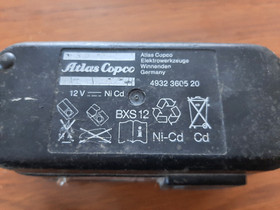 Atlas Copco
Atlas Copco
Elektrowerkzeuge
Winnenden
Germany
4932 3605 20
12 V Ni Cd
BXS 12
Ni-Cd
Cd